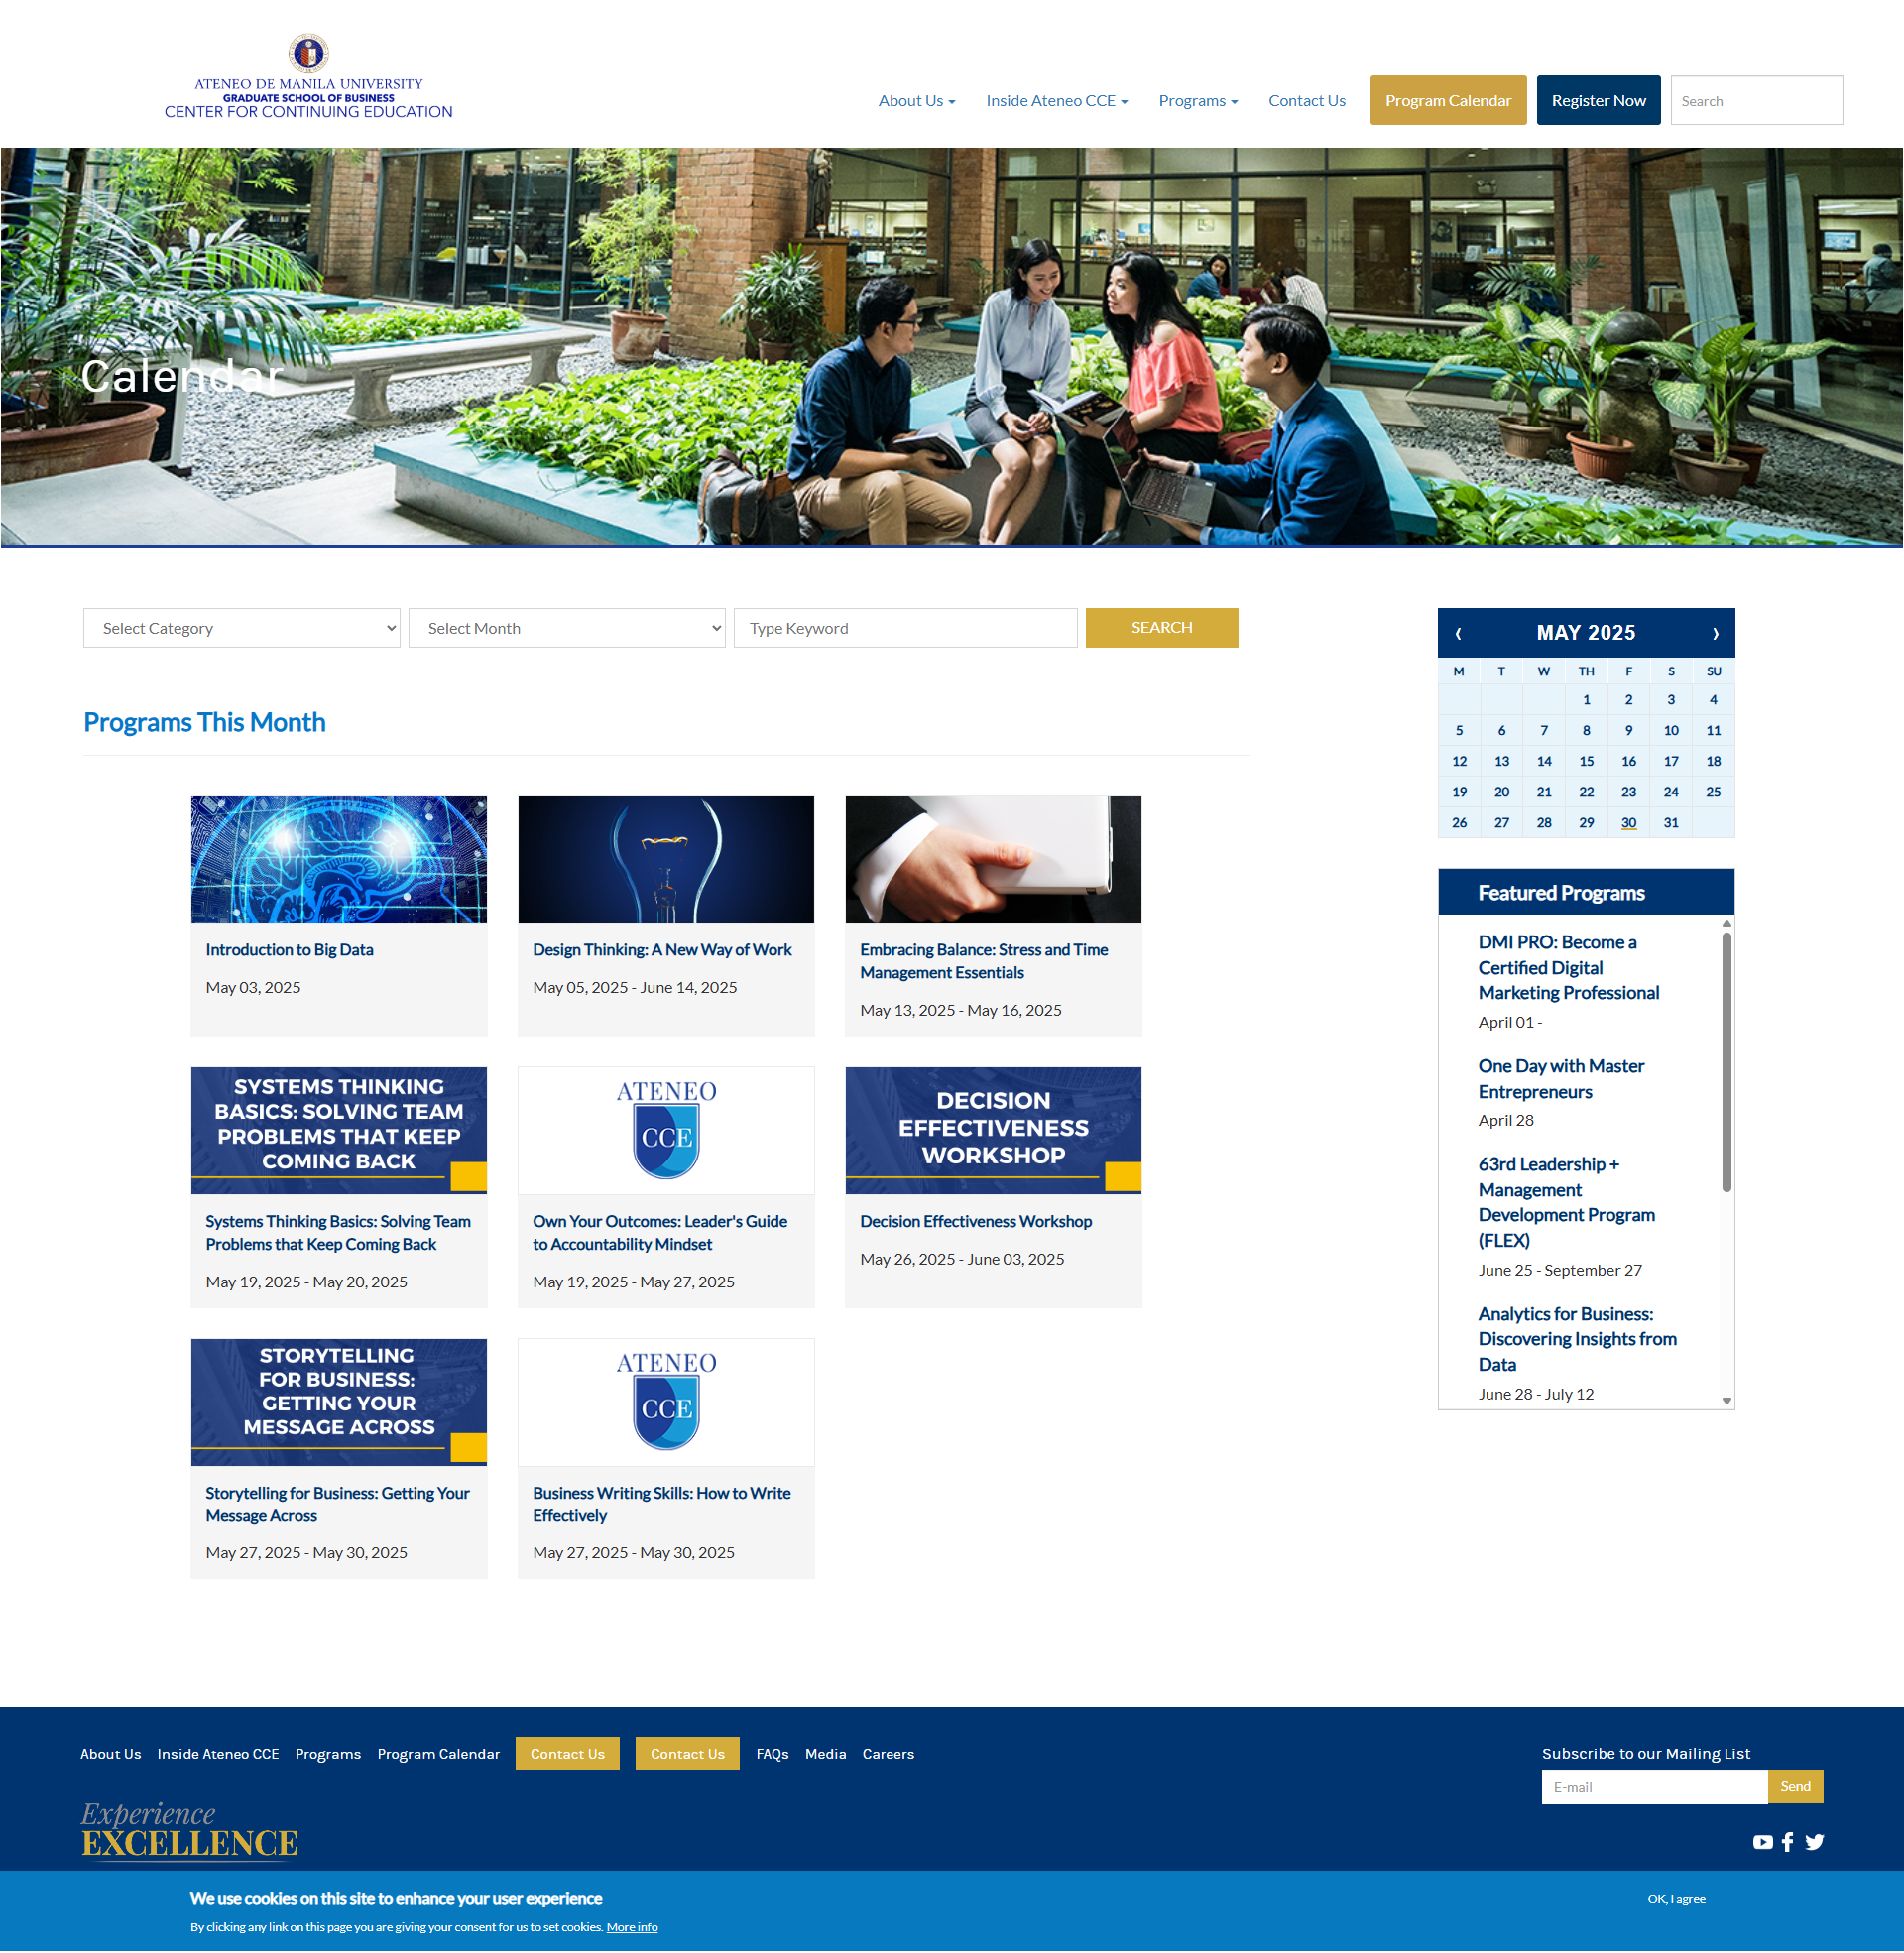 ATENEO DE MANILA UNIVERSITY
GRADUATE SCHOOL OF BUSINESS
CENTER FOR CONTINUING EDUCATION
About Us
Inside Ateneo CCE
Programs
Contact Us
Program Calendar
Register Now
Search
Calendar
Select Category
Select Month
Type Keyword
SEARCH
Programs This Month
Introduction to Big Data
May 03, 2025
Design Thinking: A New Way of Work
May 05, 2025 - June 14, 2025
Embracing Balance: Stress and Time
Management Essentials
May 13, 2025 - May 16, 2025
SYSTEMS THINKING
BASICS: SOLVING TEAM
PROBLEMS THAT KEEP
COMING BACK
Systems Thinking Basics: Solving Team
Problems that Keep Coming Back
May 19, 2025 - May 20, 2025
ATENEO
CCE
Own Your Outcomes: Leader's Guide
to Accountability Mindset
May 19, 2025 - May 27, 2025
DECISION
EFFECTIVENESS
WORKSHOP
Decision Effectiveness Workshop
May 26, 2025 - June 03, 2025
STORYTELLING
FOR BUSINESS:
GETTING YOUR
MESSAGE ACROSS
Storytelling for Business: Getting Your
Message Across
May 27, 2025 - May 30, 2025
ATENEO
CCE
Business Writing Skills: How to Write
Effectively
May 27, 2025 - May 30, 2025
‹ MAY 2025 ›
M T W TH F S SU
1 2 3 4
5 6 7 8 9 10 11
12 13 14 15 16 17 18
19 20 21 22 23 24 25
26 27 28 29 30 31
Featured Programs
DMI PRO: Become a
Certified Digital
Marketing Professional
April 01 -
One Day with Master
Entrepreneurs
April 28
63rd Leadership +
Management
Development Program
(FLEX)
June 25 - September 27
Analytics for Business:
Discovering Insights from
Data
June 28 - July 12
About Us
Inside Ateneo CCE
Programs
Program Calendar
Contact Us
Contact Us
FAQs
Media
Careers
Experience
EXCELLENCE
Subscribe to our Mailing List
E-mail
Send
We use cookies on this site to enhance your user experience
By clicking any link on this page you are giving your consent for us to set cookies. More info
OK, I agree